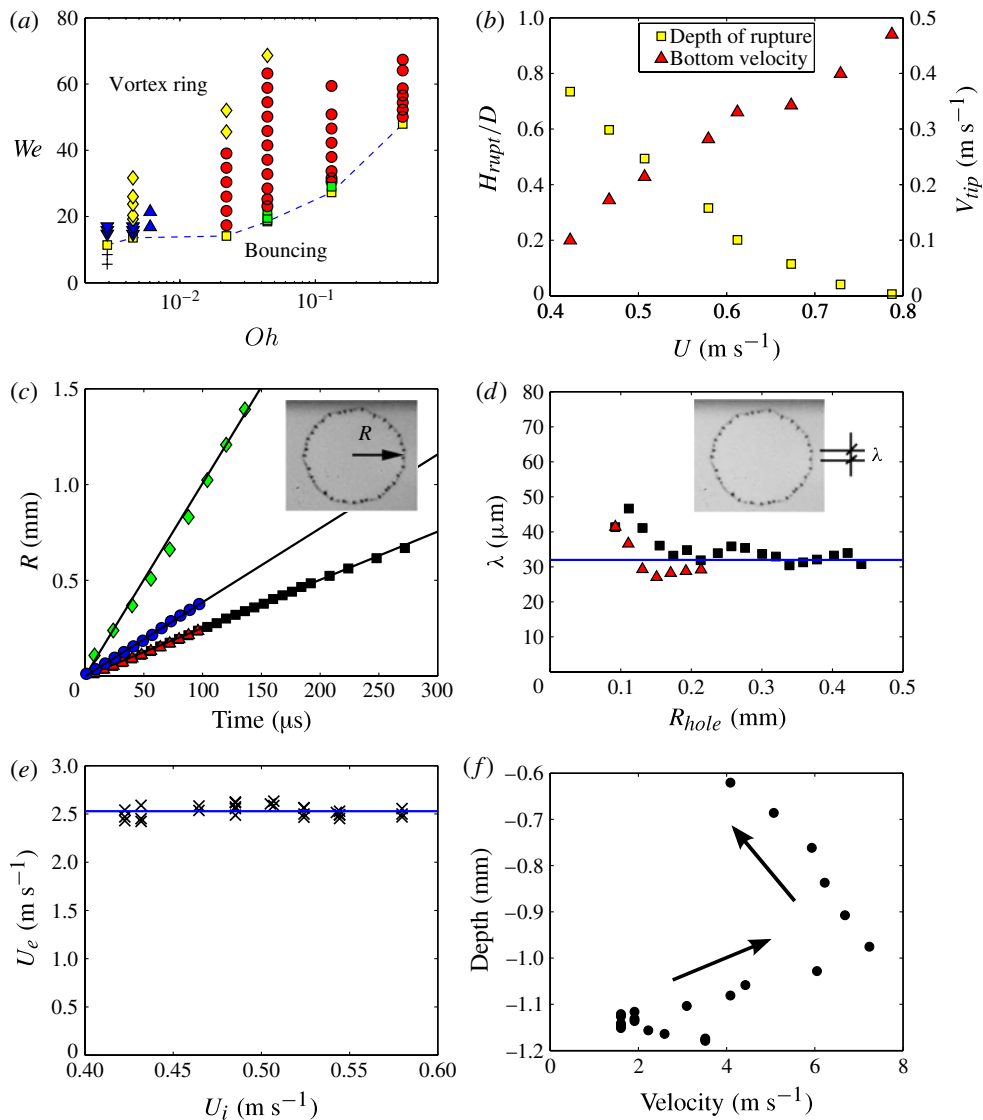 (a)
80
60
We
40
20
0
Vortex ring
Bouncing
10⁻²
10⁻¹
Oh
(b)
1.0
0.8
0.6
0.4
0.2
0
H_rupt/D
Depth of rupture
Bottom velocity
0.5
0.4
0.3
0.2
0.1
0
V_tip (m s⁻¹)
0.4
0.5
0.6
0.7
0.8
U (m s⁻¹)
(c)
1.5
1.0
0.5
0
R (mm)
R
50
100
150
200
250
300
Time (μs)
(d)
80
70
60
50
40
30
20
10
0
λ (μm)
λ
0.1
0.2
0.3
0.4
0.5
R_hole (mm)
(e)
3.0
2.5
2.0
1.5
1.0
0.5
0
U_e (m s⁻¹)
0.40
0.45
0.50
0.55
0.60
U_i (m s⁻¹)
(f)
−0.6
−0.7
−0.8
−0.9
−1.0
−1.1
−1.2
Depth (mm)
0
2
4
6
8
Velocity (m s⁻¹)